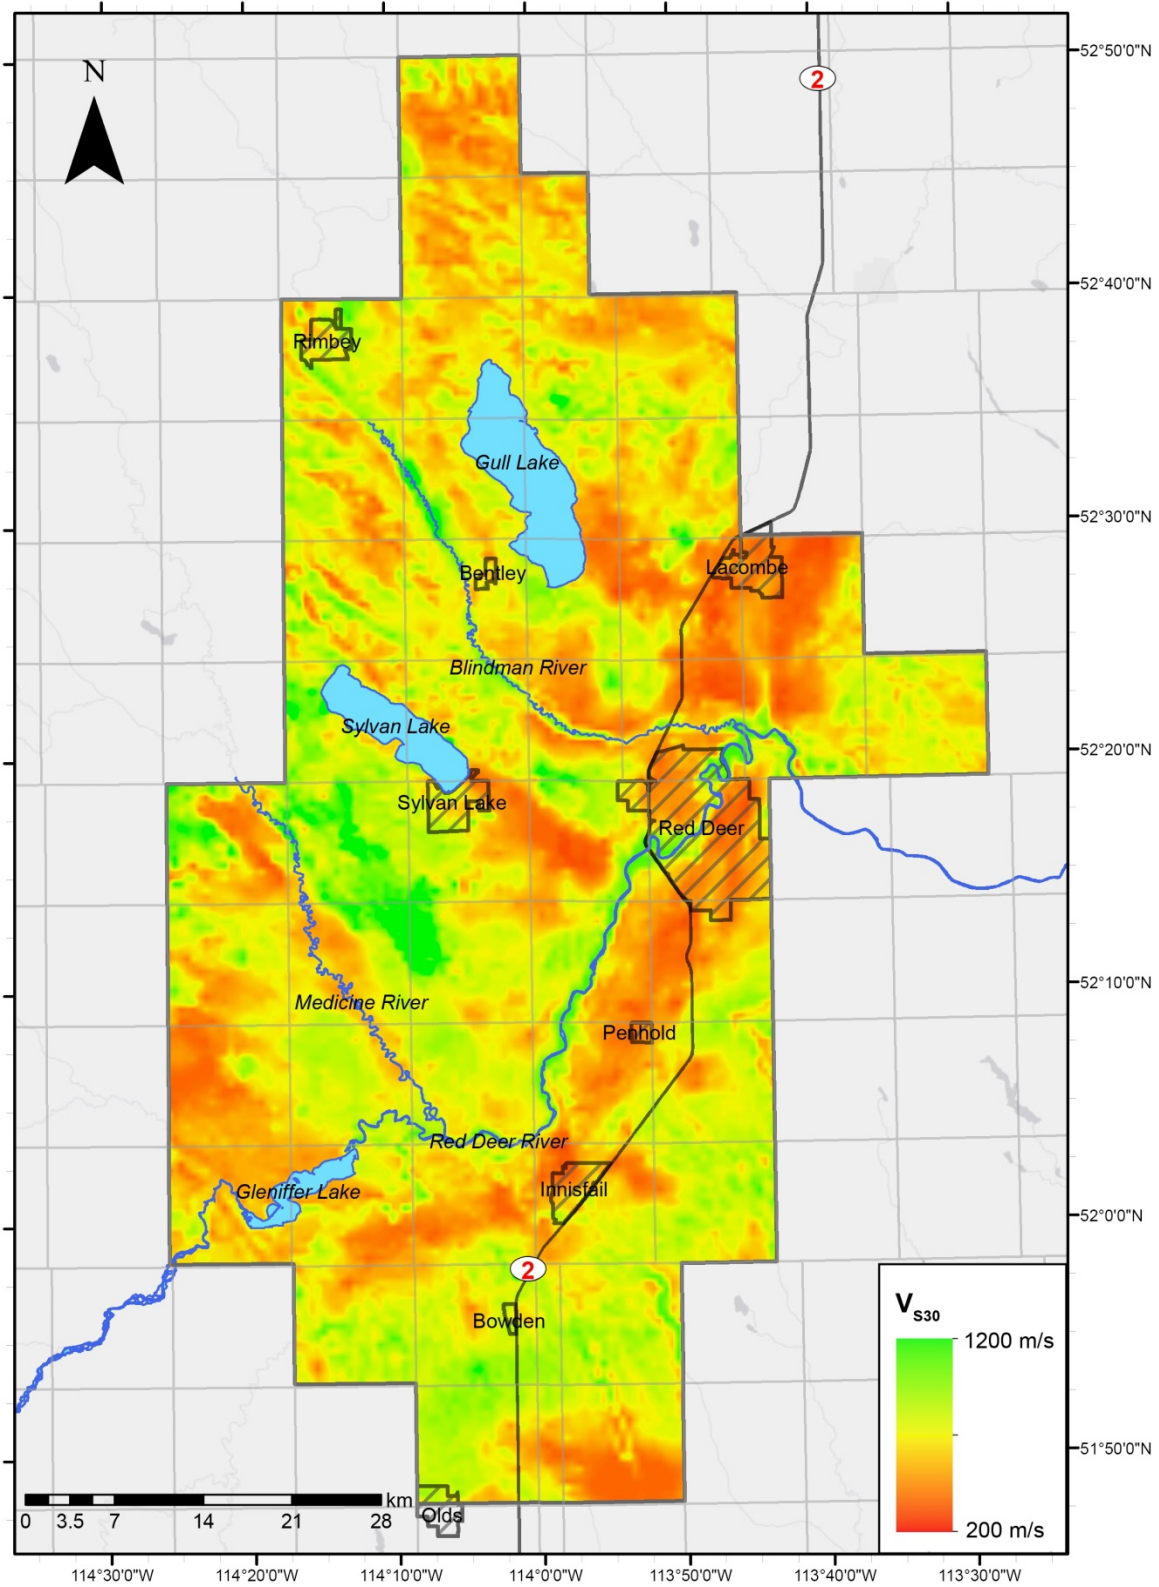 N
2
52°50'0"N
52°40'0"N
Rimbey
Gull Lake
52°30'0"N
Bentley
Lacombe
Blindman River
Sylvan Lake
52°20'0"N
Sylvan Lake
Red Deer
Medicine River
52°10'0"N
Penhold
Red Deer River
Gleniffer Lake
Innisfail
52°0'0"N
2
Bowden
VS30
1200 m/s
51°50'0"N
200 m/s
Olds
km
0 3.5 7 14 21 28
114°30'0"W 114°20'0"W 114°10'0"W 114°0'0"W 113°50'0"W 113°40'0"W 113°30'0"W